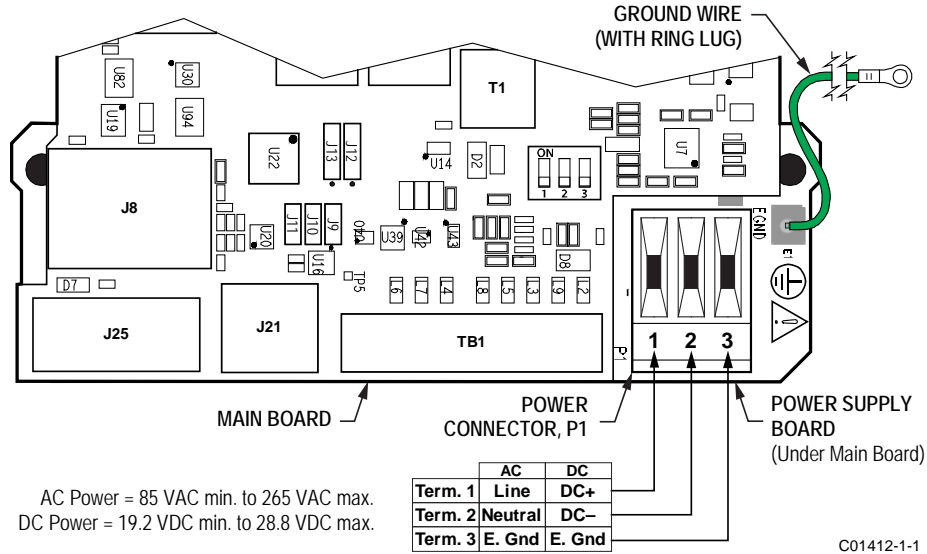 GROUND WIRE
(WITH RING LUG)
U82
U30
U19
U94
T1
U22
J13
J12
U14
D2
ON
1 2 3
U7
J8
EGND
E1
U20
J11
J10
J9
U39
U42
U43
U16
TP5
D8
D7
L6
L7
L4
L8
L5
L3
L9
L2
J25
J21
TB1
P1
1 2 3
MAIN BOARD
POWER
CONNECTOR, P1
POWER SUPPLY
BOARD
(Under Main Board)
AC Power = 85 VAC min. to 265 VAC max.
DC Power = 19.2 VDC min. to 28.8 VDC max.
AC DC
Term. 1 Line DC+
Term. 2 Neutral DC–
Term. 3 E. Gnd E. Gnd
C01412-1-1